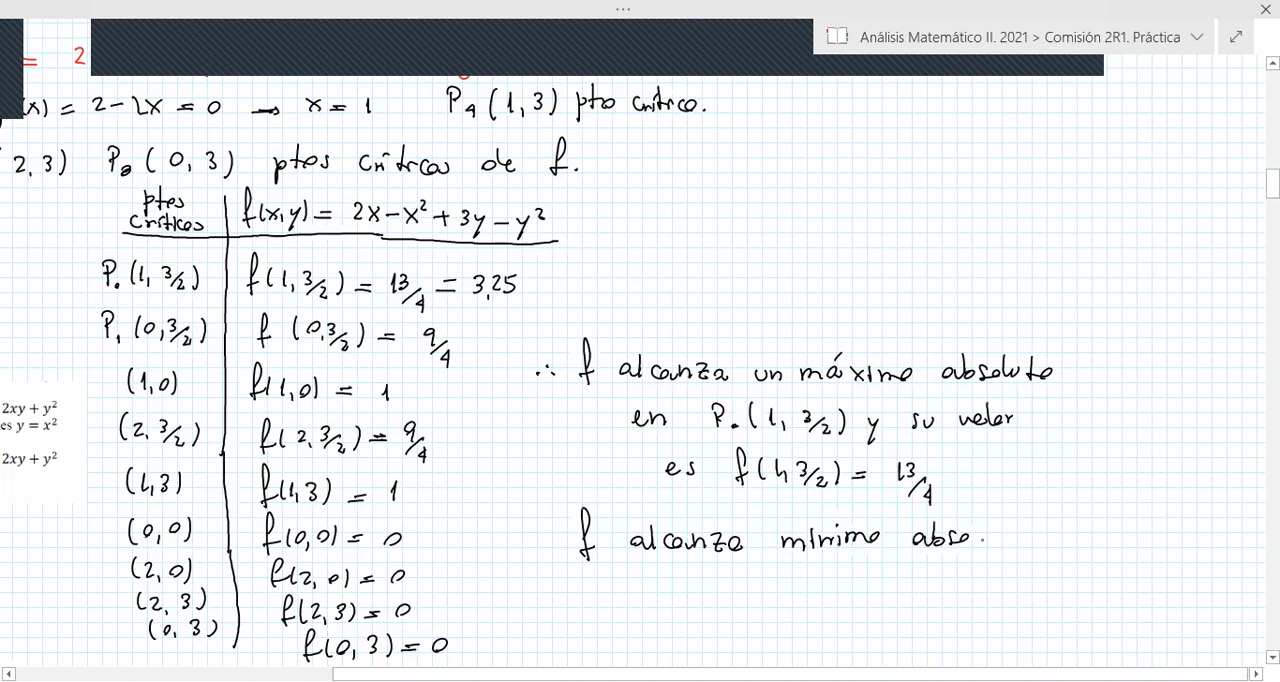 Análisis Matemático II. 2021 > Comisión 2R1. Práctica
= 2
(x) = 2 - 2x = 0 → x = 1 P₄ (1, 3) pto crítico.
2, 3) P₈ (0, 3) ptos críticos de f.
ptos críticos f(x,y) = 2x - x² + 3y - y²
P₀ (1, 3/2) f(1, 3/2) = 13/4 = 3,25
P₁ (0, 3/2) f (0, 3/2) = 9/4
(1,0) f(1,0) = 1
(2, 3/2) f(2, 3/2) = 9/4
(1,3) f(1,3) = 1
(0,0) f(0,0) = 0
(2,0) f(2,0) = 0
(2,3) f(2,3) = 0
(0,3) f(0,3) = 0
∴ f alcanza un máximo absoluto
en P₀ (1, 3/2) y su valor
es f(1, 3/2) = 13/4
f alcanza mínimo abso.
2xy + y²
es y = x²
2xy + y²